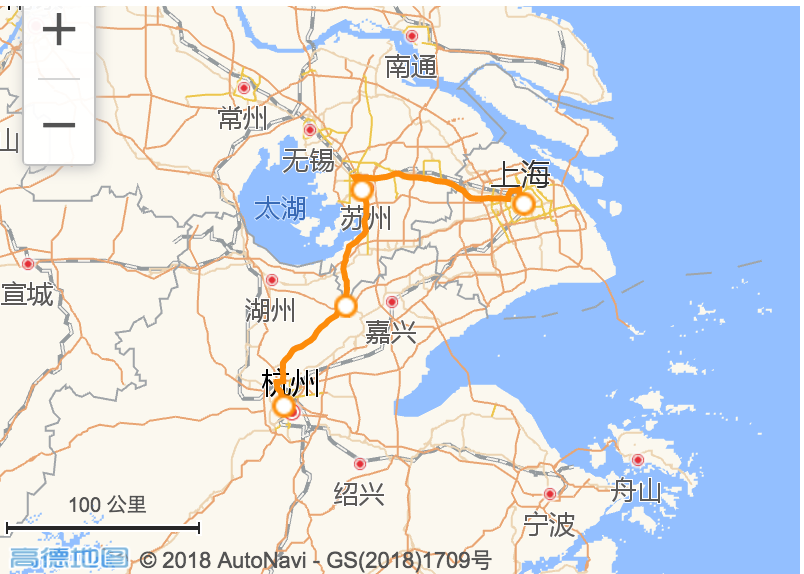 +
南通
常州
−
山
无锡
上海
太湖
苏州
宣城
湖州
嘉兴
杭州
绍兴
舟山
宁波
100 公里
高德地图 © 2018 AutoNavi - GS(2018)1709号